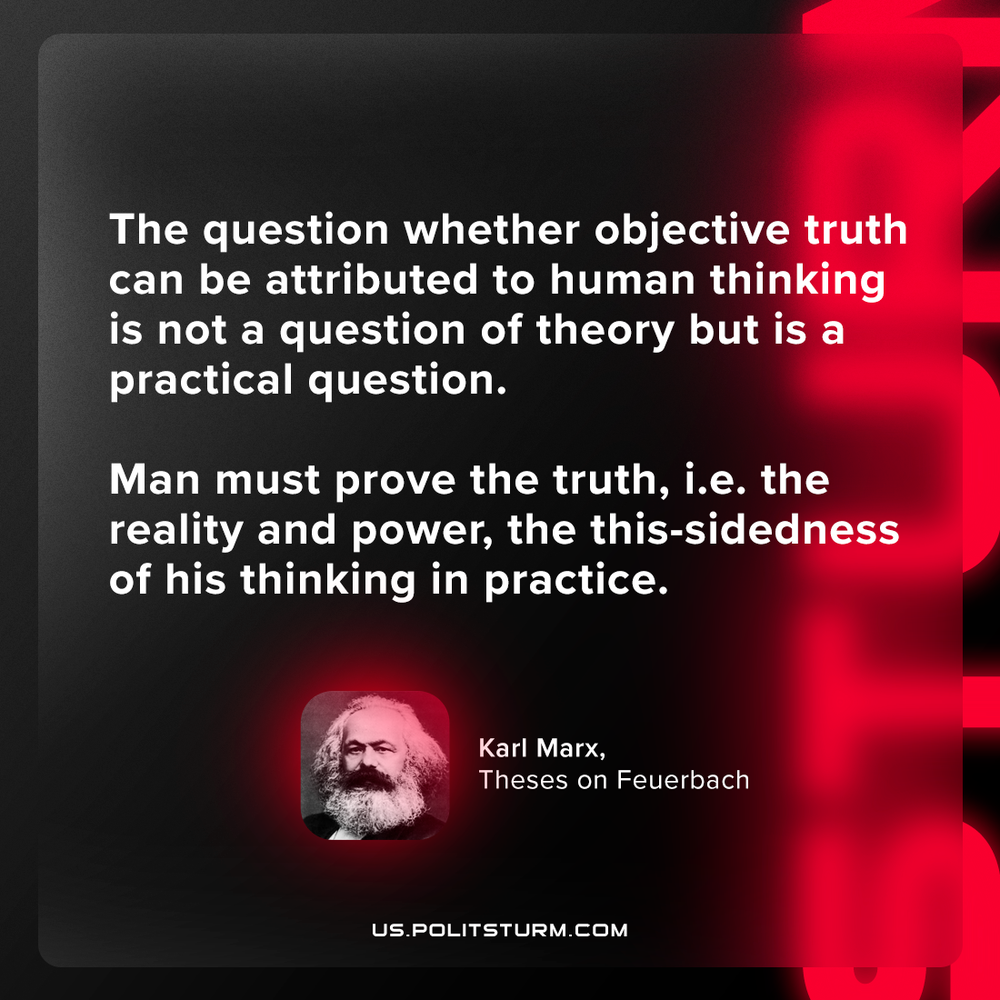 The question whether objective truth
can be attributed to human thinking
is not a question of theory but is a
practical question.
Man must prove the truth, i.e. the
reality and power, the this-sidedness
of his thinking in practice.
Karl Marx,
Theses on Feuerbach
US.POLITSTURM.COM